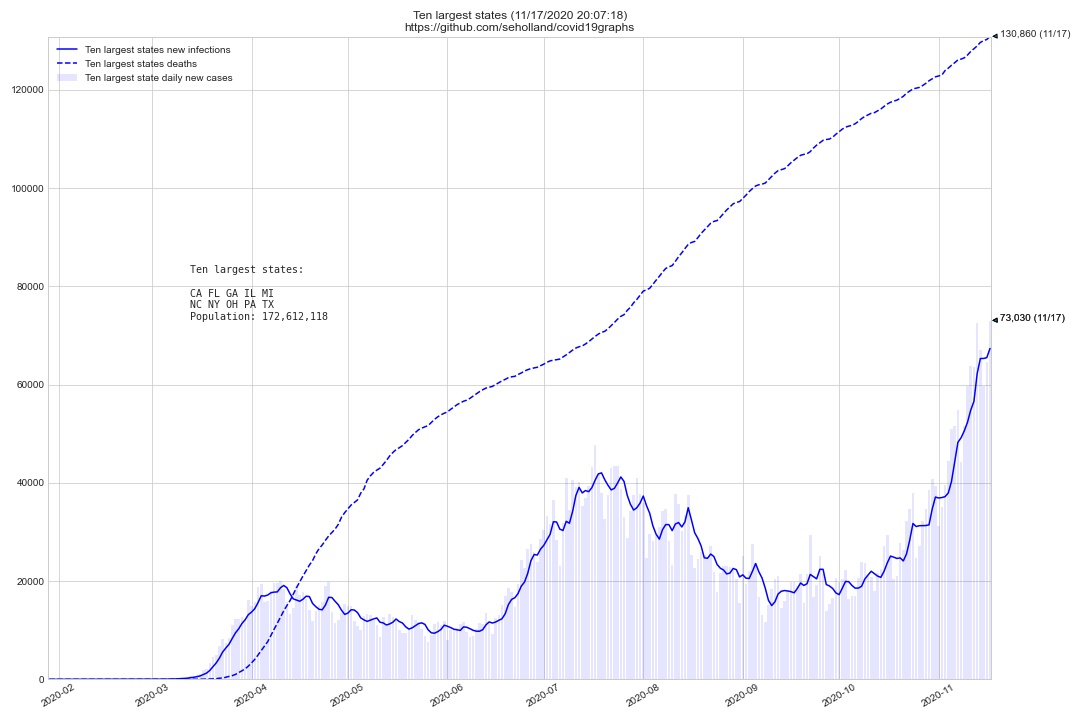 Ten largest states (11/17/2020 20:07:18)
https://github.com/seholland/covid19graphs
Ten largest states new infections
Ten largest states deaths
Ten largest state daily new cases
130,860 (11/17)
120000
100000
80000
60000
40000
20000
0
Ten largest states:
CA FL GA IL MI
NC NY OH PA TX
Population: 172,612,118
73,030 (11/17)
2020-02
2020-03
2020-04
2020-05
2020-06
2020-07
2020-08
2020-09
2020-10
2020-11